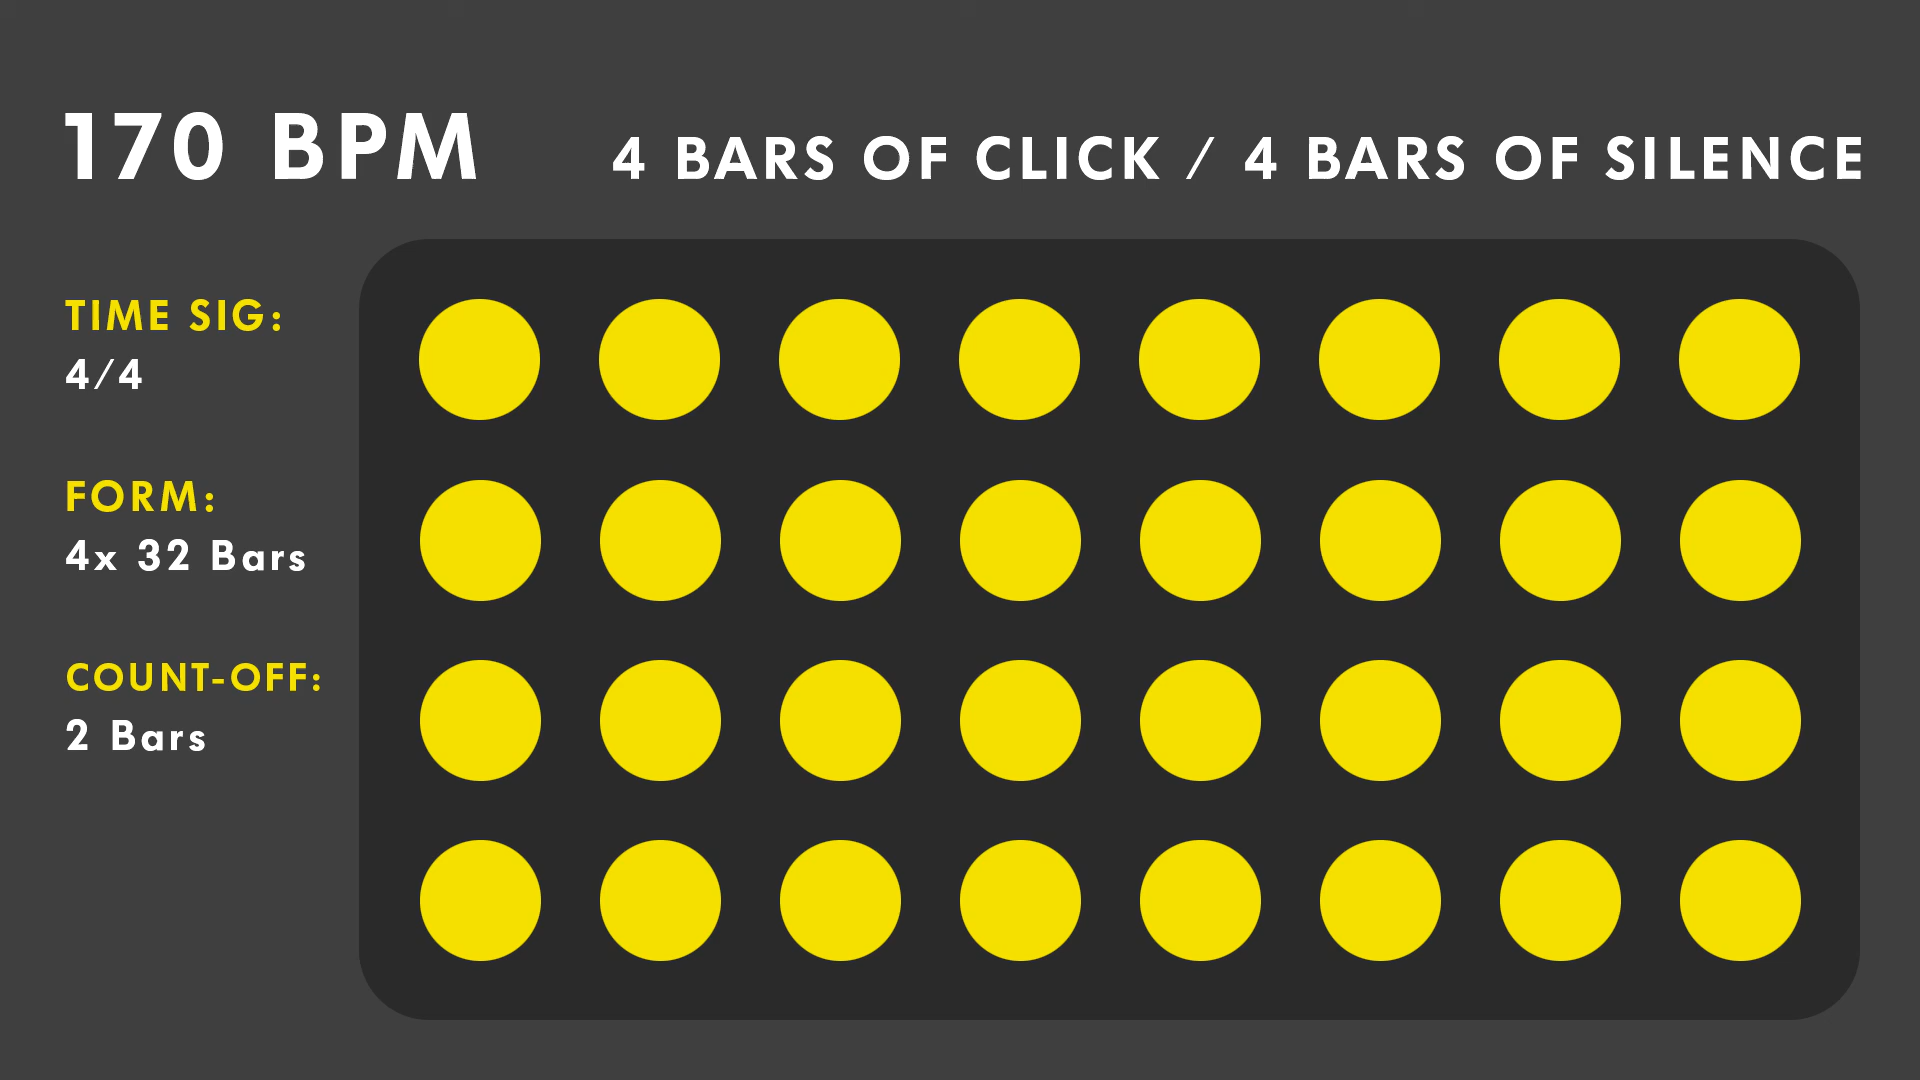 170 BPM
4 BARS OF CLICK / 4 BARS OF SILENCE
TIME SIG:
4/4
FORM:
4x 32 Bars
COUNT-OFF:
2 Bars